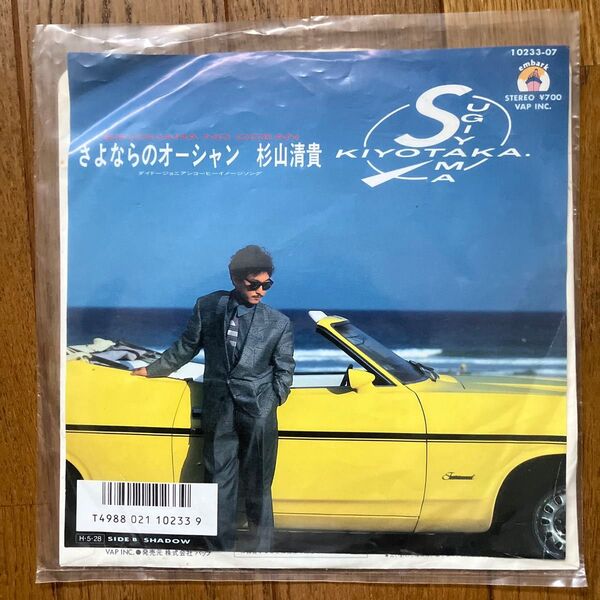 10233-07
embark
STEREO ¥700
VAP INC.
SAYONARA NO OCEAN
さよならのオーシャン 杉山清貴
ダイドージョニアンコーヒーイメージソング
SUGIYAMA
KIYOTAKA.
T4988 021 10233 9
H-5-28 SIDE B: SHADOW
VAP INC.●発売元 株式会社 バップ